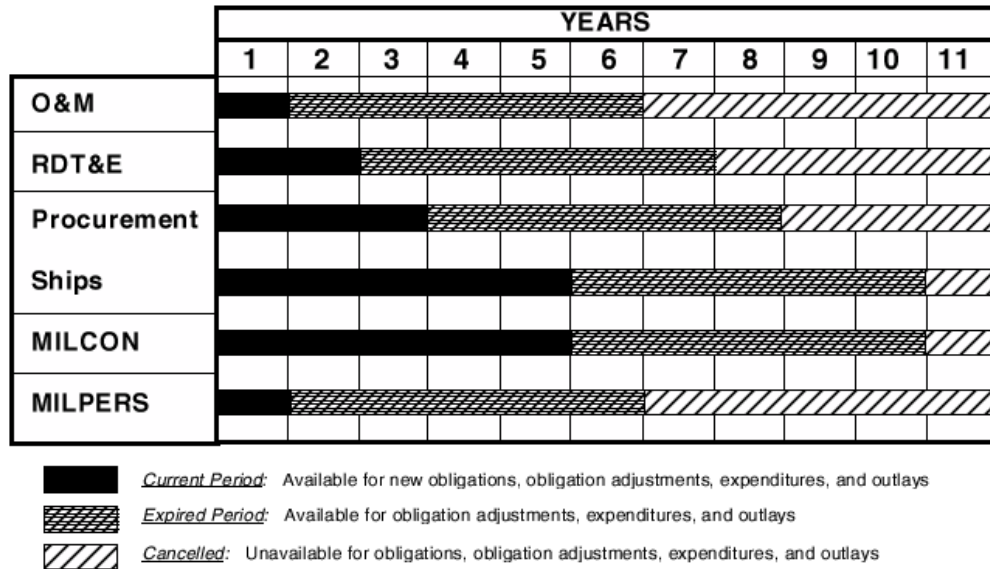 YEARS
1 2 3 4 5 6 7 8 9 10 11
O&M
RDT&E
Procurement
Ships
MILCON
MILPERS
Current Period: Available for new obligations, obligation adjustments, expenditures, and outlays
Expired Period: Available for obligation adjustments, expenditures, and outlays
Cancelled: Unavailable for obligations, obligation adjustments, expenditures, and outlays